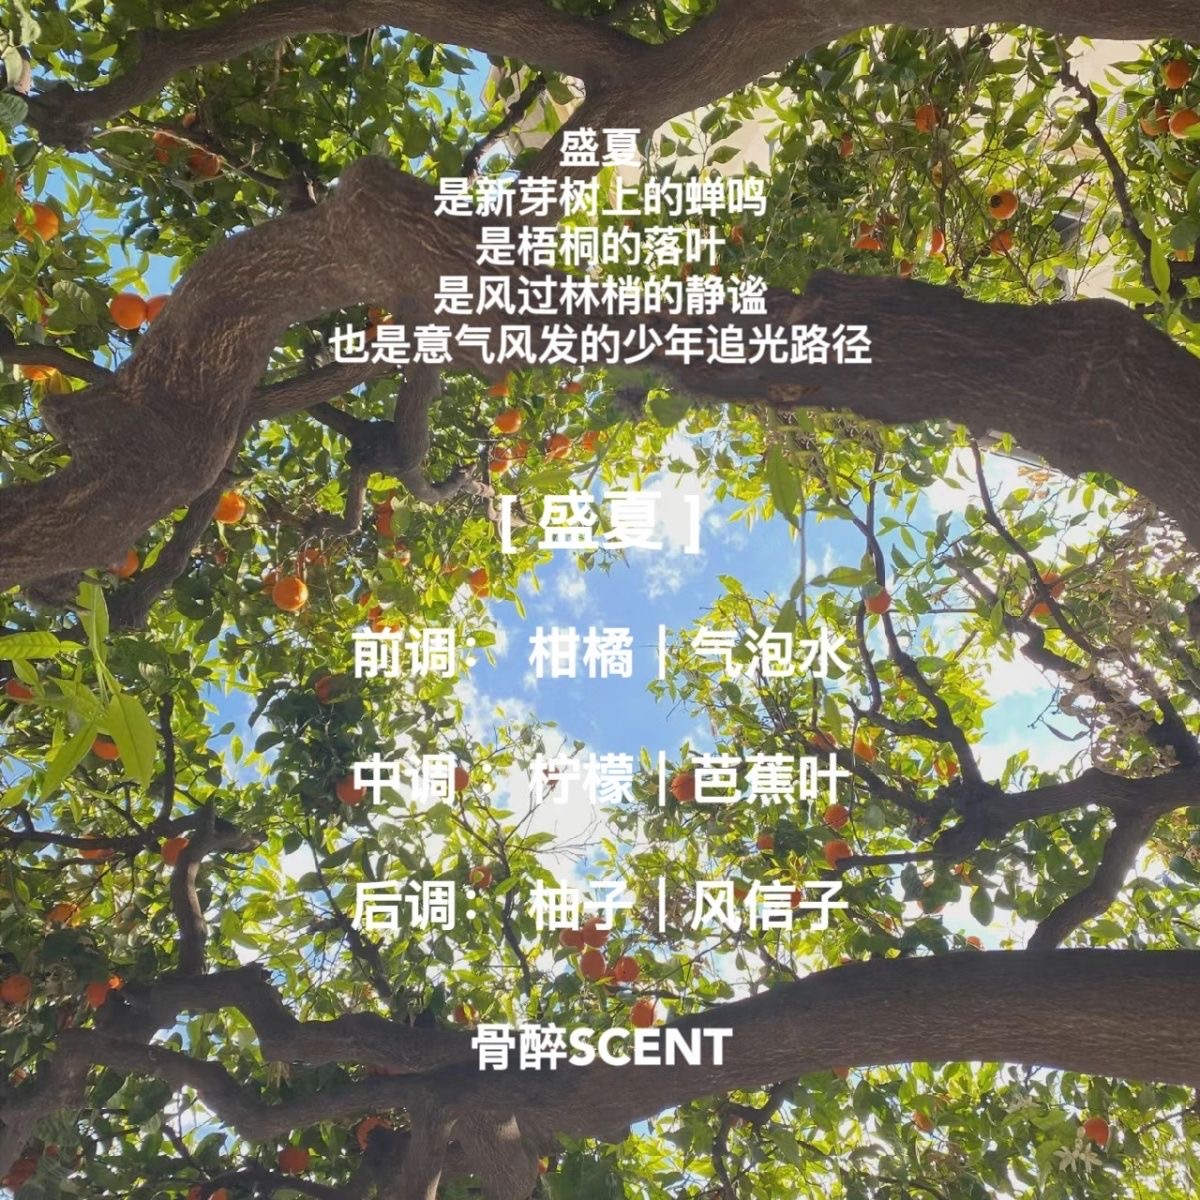 盛夏
是新芽树上的蝉鸣
是梧桐的落叶
是风过林梢的静谧
也是意气风发的少年追光路径
[ 盛夏 ]
前调： 柑橘｜气泡水
中调 ：柠檬｜芭蕉叶
后调： 柚子｜风信子
骨醉SCENT